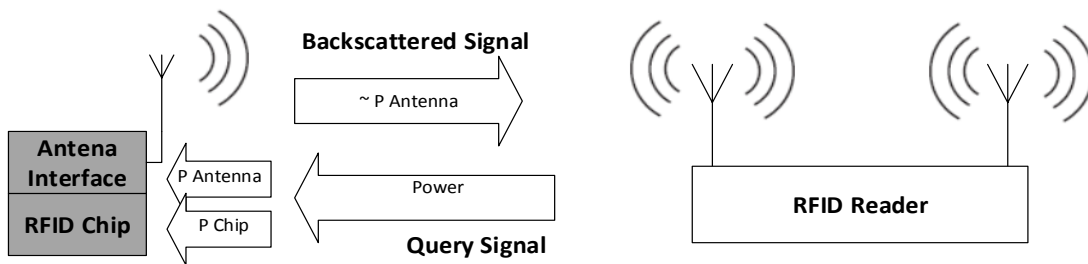 Backscattered Signal
~ P Antenna
Antena
Interface
P Antenna
Power
RFID Reader
RFID Chip
P Chip
Query Signal